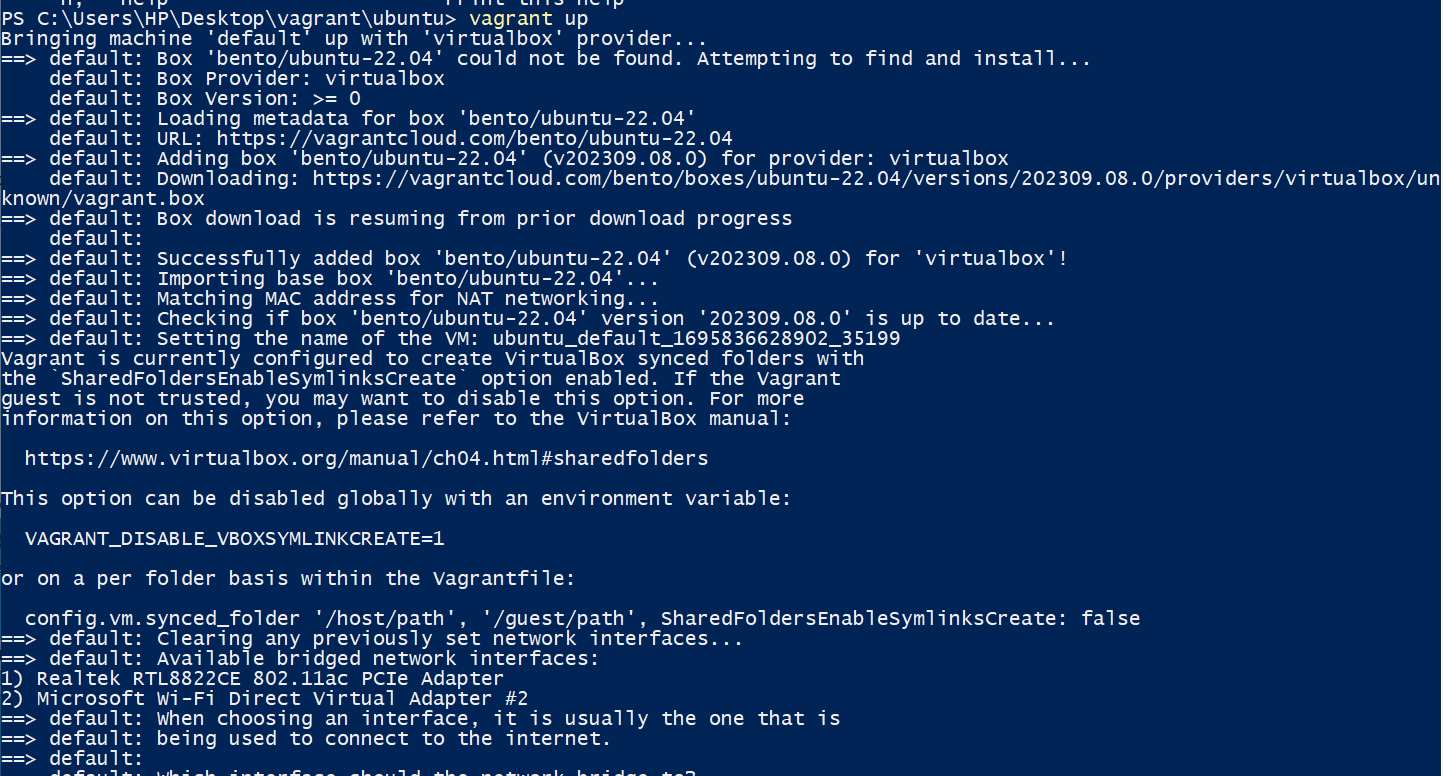 PS C:\Users\HP\Desktop\vagrant\ubuntu> vagrant up
Bringing machine 'default' up with 'virtualbox' provider...
==> default: Box 'bento/ubuntu-22.04' could not be found. Attempting to find and install...
    default: Box Provider: virtualbox
    default: Box Version: >= 0
==> default: Loading metadata for box 'bento/ubuntu-22.04'
    default: URL: https://vagrantcloud.com/bento/ubuntu-22.04
==> default: Adding box 'bento/ubuntu-22.04' (v202309.08.0) for provider: virtualbox
    default: Downloading: https://vagrantcloud.com/bento/boxes/ubuntu-22.04/versions/202309.08.0/providers/virtualbox/un
known/vagrant.box
==> default: Box download is resuming from prior download progress
    default:
==> default: Successfully added box 'bento/ubuntu-22.04' (v202309.08.0) for 'virtualbox'!
==> default: Importing base box 'bento/ubuntu-22.04'...
==> default: Matching MAC address for NAT networking...
==> default: Checking if box 'bento/ubuntu-22.04' version '202309.08.0' is up to date...
==> default: Setting the name of the VM: ubuntu_default_1695836628902_35199
Vagrant is currently configured to create VirtualBox synced folders with
the `SharedFoldersEnableSymlinksCreate` option enabled. If the Vagrant
guest is not trusted, you may want to disable this option. For more
information on this option, please refer to the VirtualBox manual:
https://www.virtualbox.org/manual/ch04.html#sharedfolders
This option can be disabled globally with an environment variable:
VAGRANT_DISABLE_VBOXSYMLINKCREATE=1
or on a per folder basis within the Vagrantfile:
config.vm.synced_folder '/host/path', '/guest/path', SharedFoldersEnableSymlinksCreate: false
==> default: Clearing any previously set network interfaces...
==> default: Available bridged network interfaces:
1) Realtek RTL8822CE 802.11ac PCIe Adapter
2) Microsoft Wi-Fi Direct Virtual Adapter #2
==> default: When choosing an interface, it is usually the one that is
==> default: being used to connect to the internet.
==> default:
default: Which interface should the network bridge to?